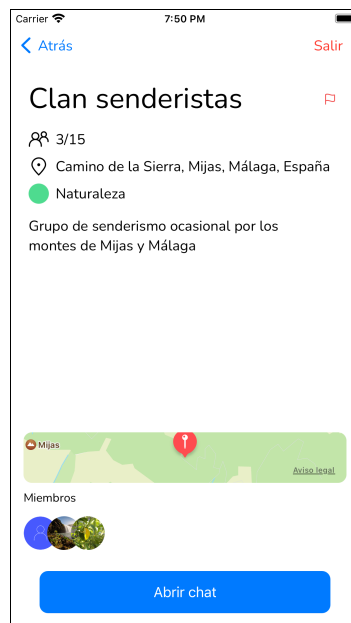 Carrier 7:50 PM
Atrás Salir
Clan senderistas
3/15
Camino de la Sierra, Mijas, Málaga, España
Naturaleza
Grupo de senderismo ocasional por los
montes de Mijas y Málaga
Mijas
Aviso legal
Miembros
Abrir chat